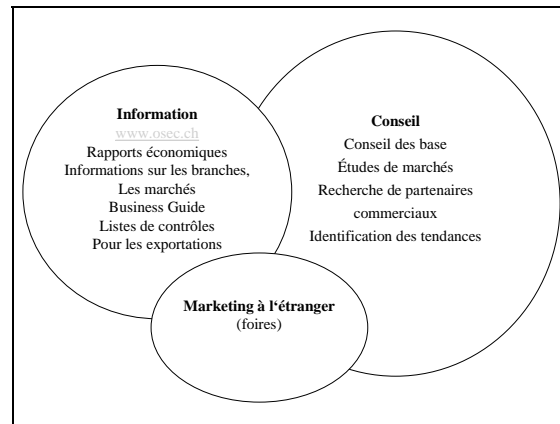 Information
www.osec.ch
Rapports économiques
Informations sur les branches,
Les marchés
Business Guide
Listes de contrôles
Pour les exportations
Conseil
Conseil des base
Études de marchés
Recherche de partenaires
commerciaux
Identification des tendances
Marketing à l‘étranger
(foires)